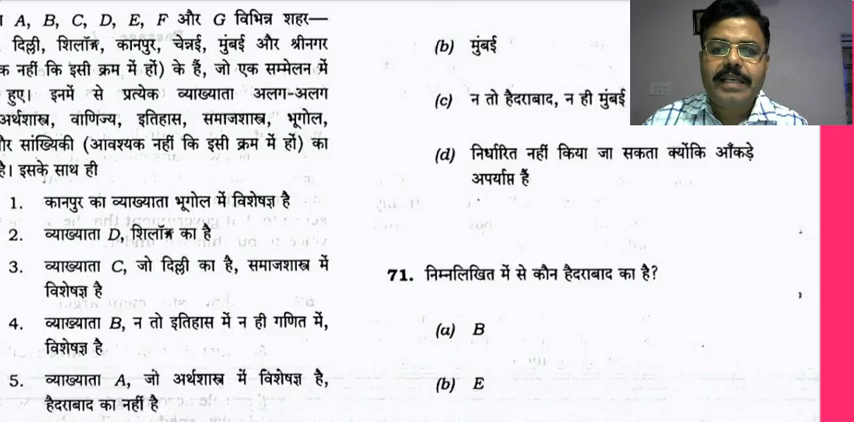 A, B, C, D, E, F और G विभिन्न शहर—
दिल्ली, शिलाँन्ग, कानपुर, चेन्नई, मुंबई और श्रीनगर
नहीं कि इसी क्रम में हों) के हैं, जो एक सम्मेलन में
हुए। इनमें से प्रत्येक व्याख्याता अलग-अलग
अर्थशास्त्र, वाणिज्य, इतिहास, समाजशास्त्र, भूगोल,
सांख्यिकी (आवश्यक नहीं कि इसी क्रम में हों) का
है। इसके साथ ही
1. कानपुर का व्याख्याता भूगोल में विशेषज्ञ है
2. व्याख्याता D, शिलाँन्ग का है
3. व्याख्याता C, जो दिल्ली का है, समाजशास्त्र में
विशेषज्ञ है
4. व्याख्याता B, न तो इतिहास में न ही गणित में,
विशेषज्ञ है
5. व्याख्याता A, जो अर्थशास्त्र में विशेषज्ञ है,
हैदराबाद का नहीं है
(b) मुंबई
(c) न तो हैदराबाद, न ही मुंबई
(d) निर्धारित नहीं किया जा सकता क्योंकि आँकड़े
अपर्याप्त हैं
71. निम्नलिखित में से कौन हैदराबाद का है?
(a) B
(b) E